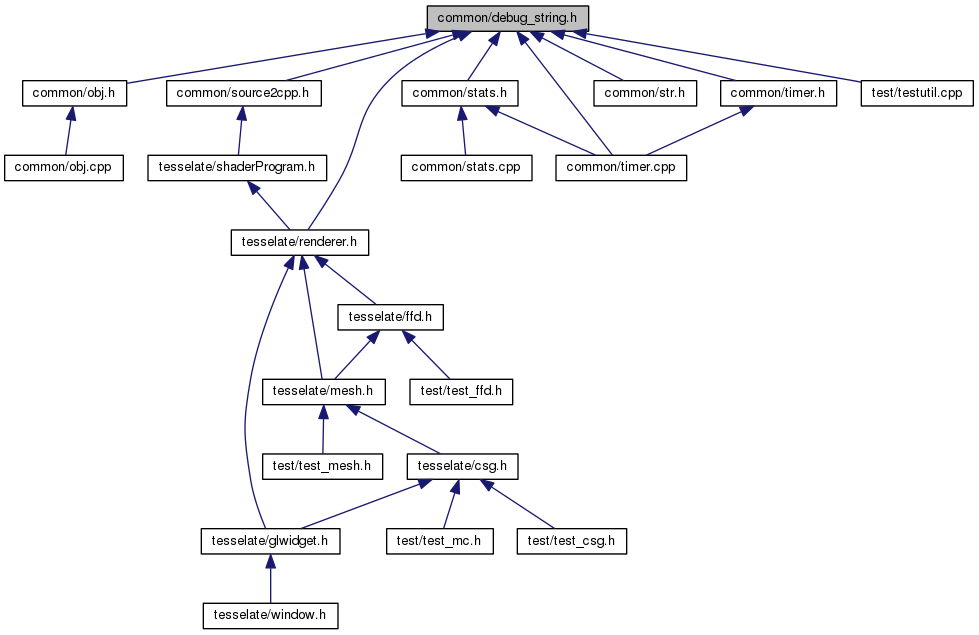 common/debug_string.h
common/obj.h
common/source2cpp.h
common/stats.h
common/str.h
common/timer.h
test/testutil.cpp
common/obj.cpp
tesselate/shaderProgram.h
common/stats.cpp
common/timer.cpp
tesselate/renderer.h
tesselate/ffd.h
tesselate/mesh.h
test/test_ffd.h
test/test_mesh.h
tesselate/csg.h
tesselate/glwidget.h
test/test_mc.h
test/test_csg.h
tesselate/window.h